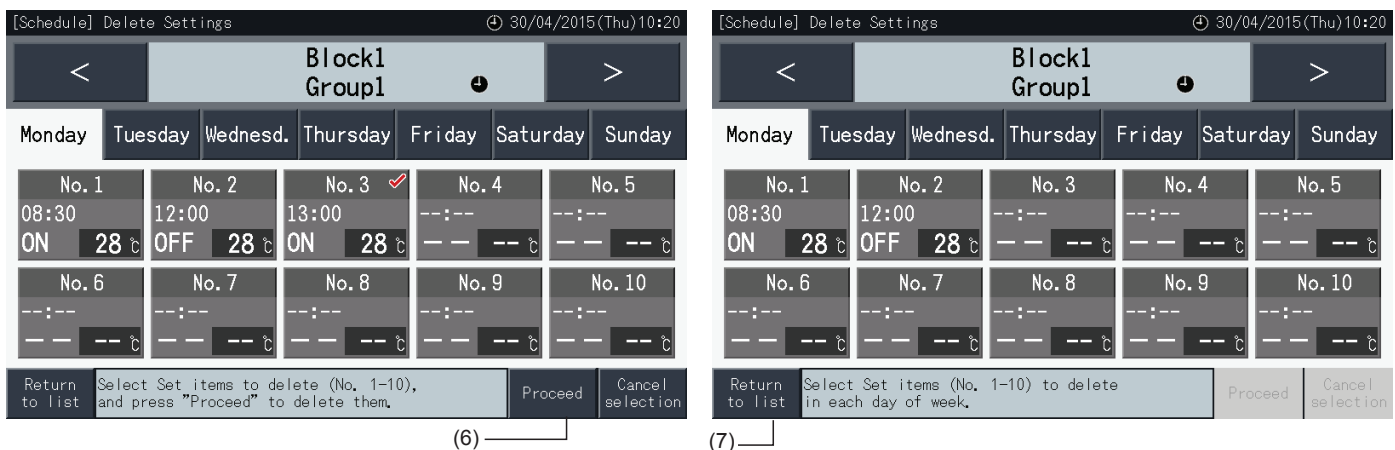 [Schedule] Delete Settings 30/04/2015(Thu)10:20
< Block1 >
Group1
Monday Tuesday Wednesd. Thursday Friday Saturday Sunday
No.1 No.2 No.3 No.4 No.5
08:30 12:00 13:00 --:-- --:--
ON 28℃ OFF 28℃ ON 28℃ -- --℃ -- --℃
No.6 No.7 No.8 No.9 No.10
--:-- --:-- --:-- --:-- --:--
-- --℃ -- --℃ -- --℃ -- --℃ -- --℃
Return Select Set items to delete (No. 1-10), Proceed Cancel
to list and press "Proceed" to delete them. selection
(6)
[Schedule] Delete Settings 30/04/2015(Thu)10:20
< Block1 >
Group1
Monday Tuesday Wednesd. Thursday Friday Saturday Sunday
No.1 No.2 No.3 No.4 No.5
08:30 12:00 --:-- --:-- --:--
ON 28℃ OFF 28℃ -- --℃ -- --℃ -- --℃
No.6 No.7 No.8 No.9 No.10
--:-- --:-- --:-- --:-- --:--
-- --℃ -- --℃ -- --℃ -- --℃ -- --℃
Return Select Set items (No. 1-10) to delete Proceed Cancel
to list in each day of week. selection
(7)